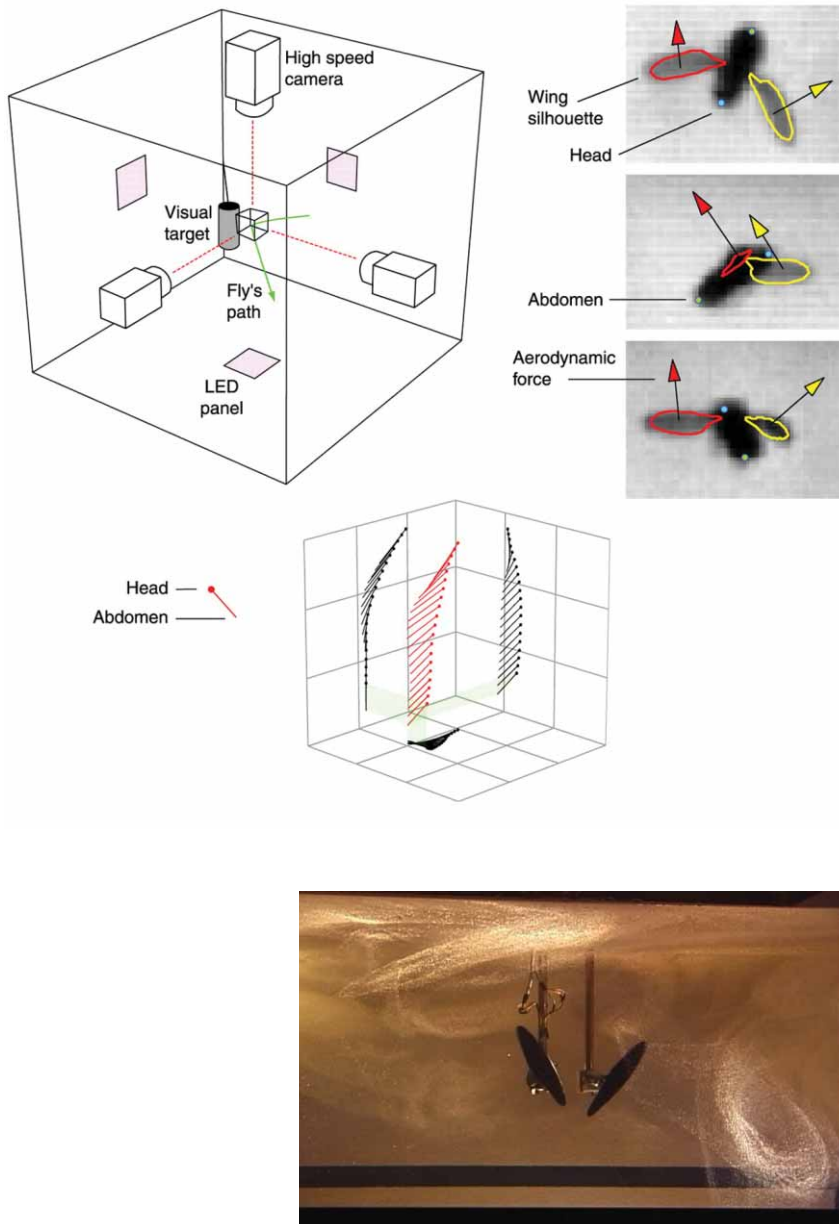 High speed
camera
Visual
target
Fly's
path
LED
panel
Wing
silhouette
Head
Abdomen
Aerodynamic
force
Head
Abdomen